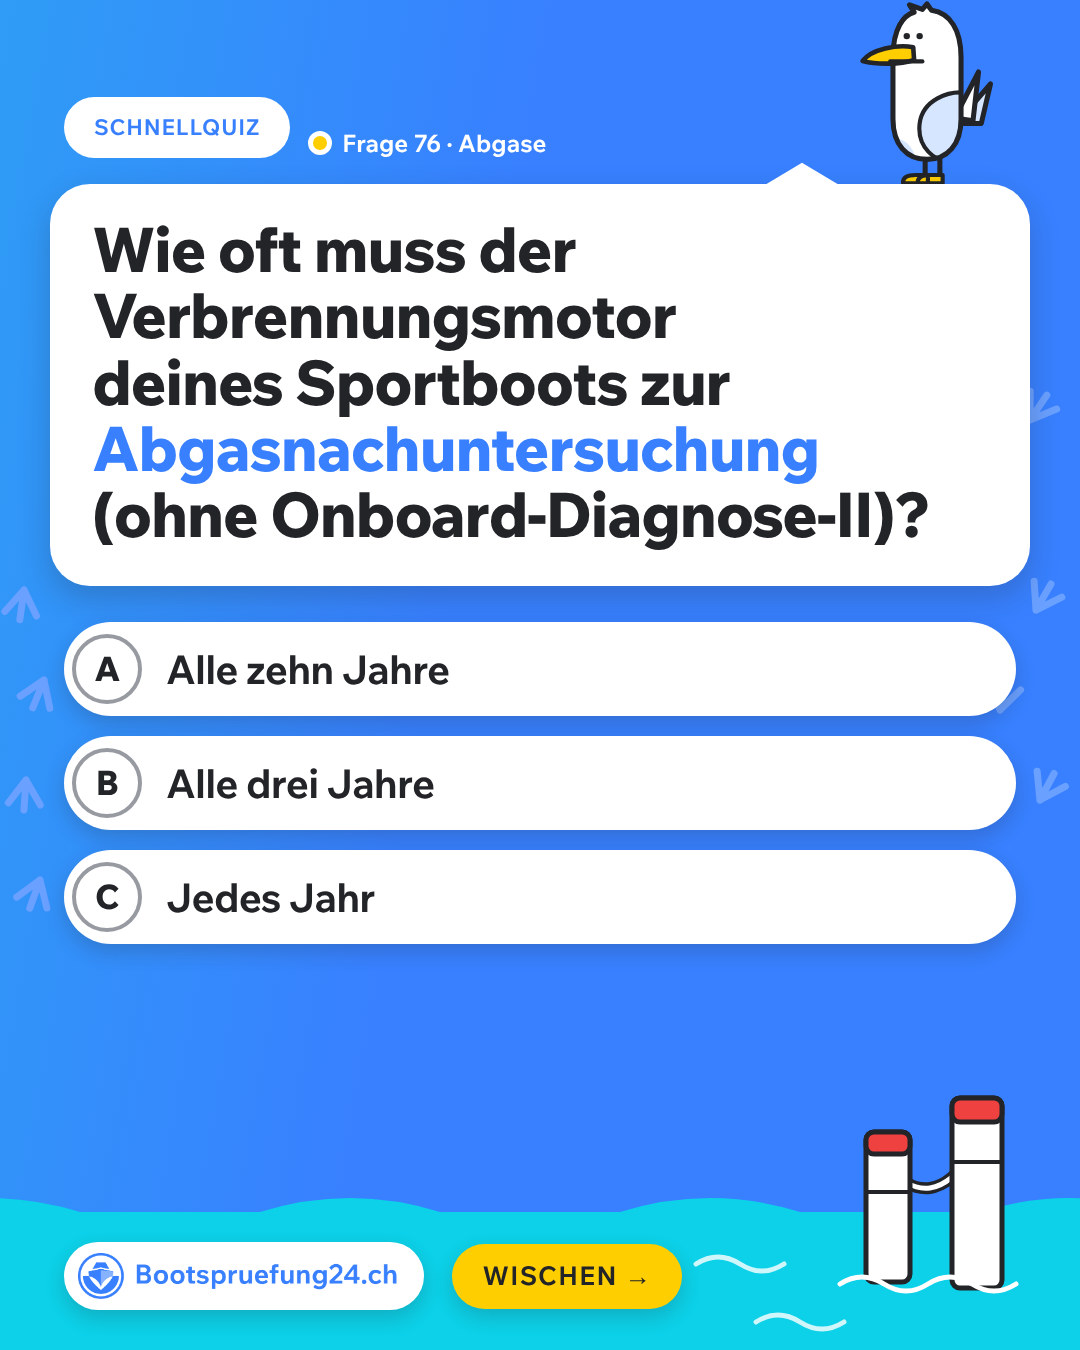 SCHNELLQUIZ
Frage 76 · Abgase
Wie oft muss der
Verbrennungsmotor
deines Sportboots zur
Abgasnachuntersuchung
(ohne Onboard-Diagnose-II)?
A Alle zehn Jahre
B Alle drei Jahre
C Jedes Jahr
Bootspruefung24.ch
WISCHEN →